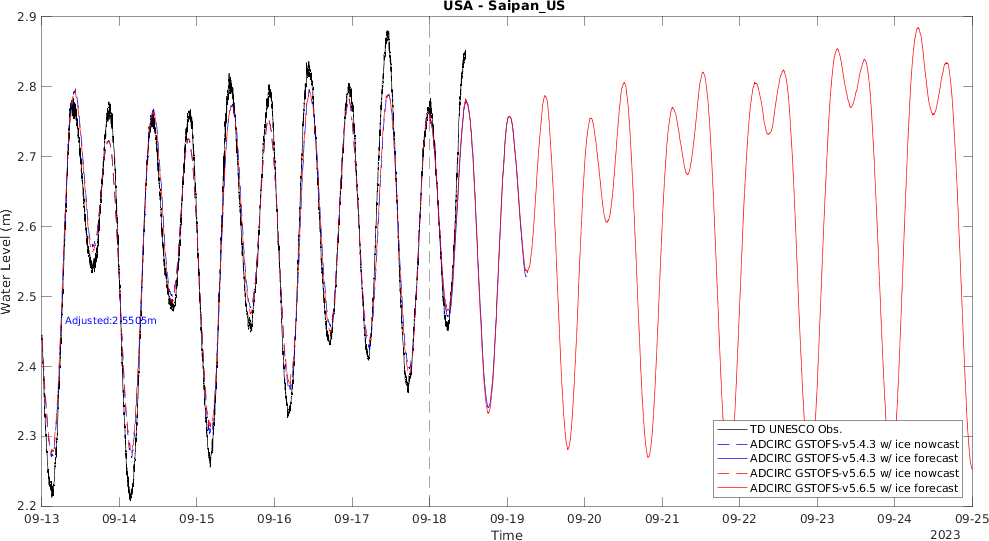 USA - Saipan_US
2.9
2.8
2.7
2.6
2.5
2.4
2.3
2.2
Water Level (m)
Adjusted:2.5505m
TD UNESCO Obs.
ADCIRC GSTOFS-v5.4.3 w/ ice nowcast
ADCIRC GSTOFS-v5.4.3 w/ ice forecast
ADCIRC GSTOFS-v5.6.5 w/ ice nowcast
ADCIRC GSTOFS-v5.6.5 w/ ice forecast
09-13 09-14 09-15 09-16 09-17 09-18 09-19 09-20 09-21 09-22 09-23 09-24 09-25
Time
2023